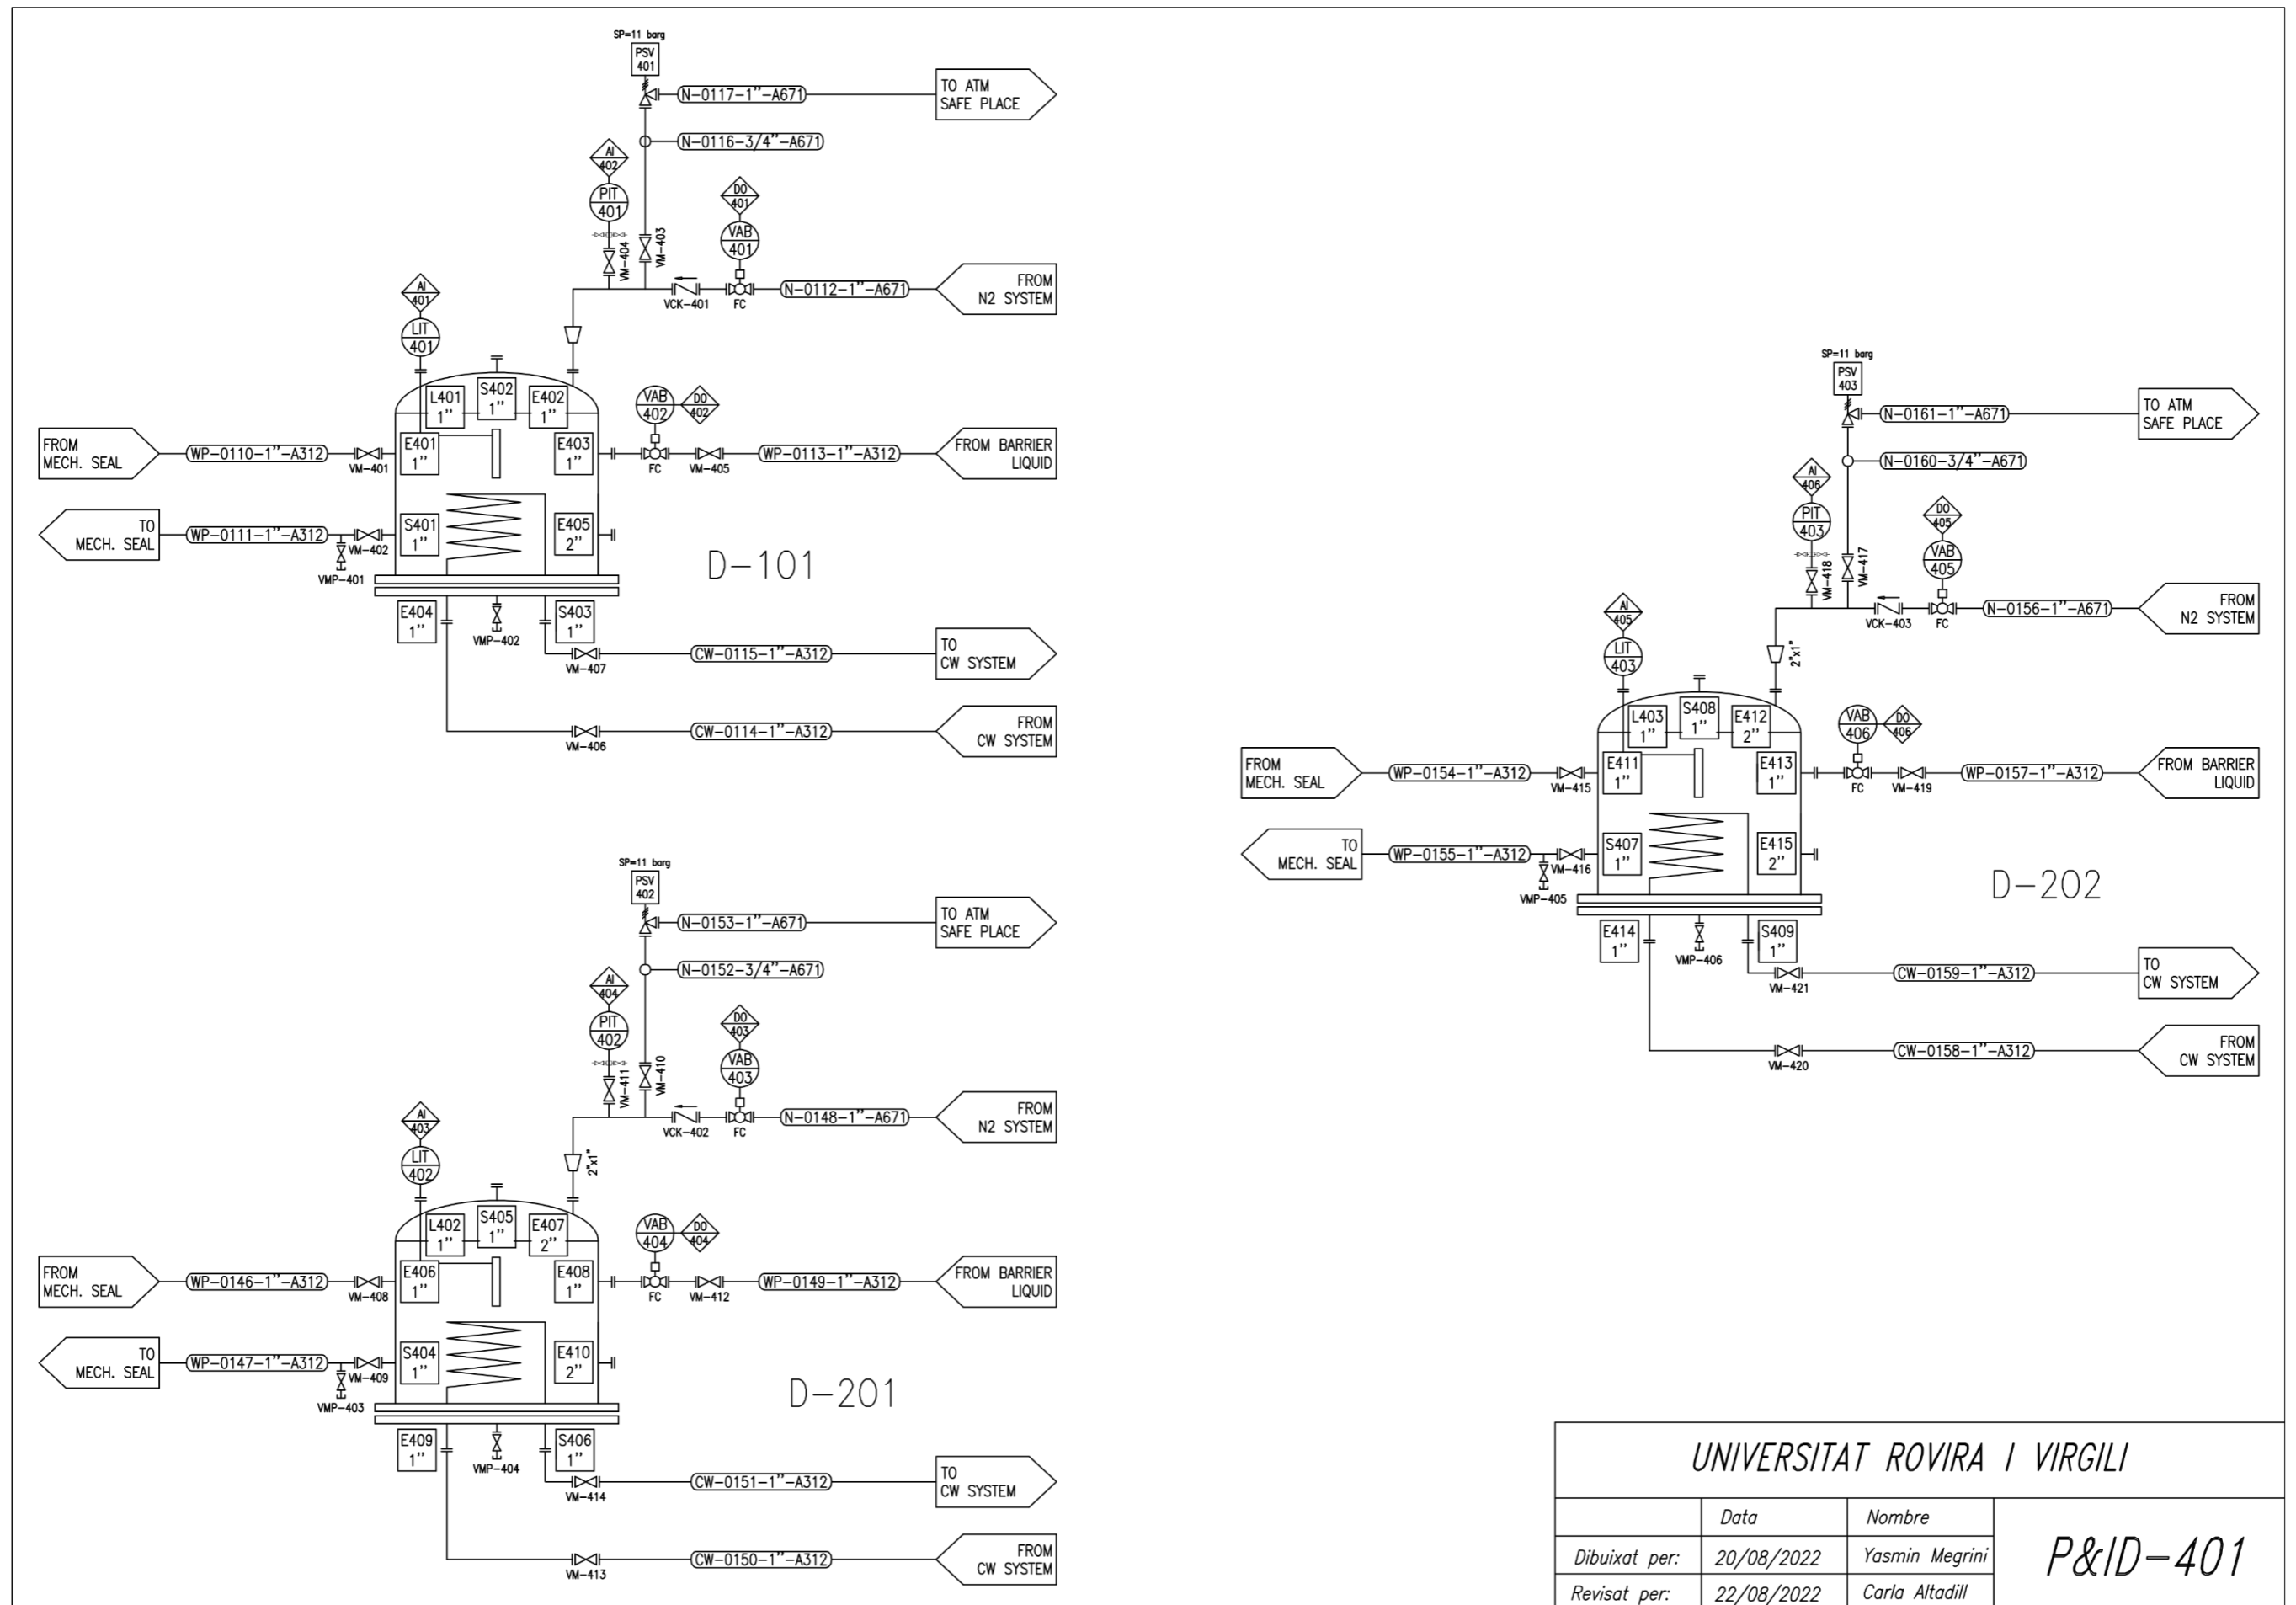 SP=11 barg
PSV
401
N-0117-1"-A671
TO ATM
SAFE PLACE
N-0116-3/4"-A671
AI
402
PIT
401
VM-404
VM-403
DO
401
VAB
401
VCK-401
FC
N-0112-1"-A671
FROM
N2 SYSTEM
AI
401
LIT
401
L401
1''
S402
1''
E402
1''
VAB
402
DO
402
FROM
MECH. SEAL
WP-0110-1"-A312
VM-401
E401
1''
E403
1''
FC
VM-405
WP-0113-1"-A312
FROM BARRIER
LIQUID
TO
MECH. SEAL
WP-0111-1"-A312
VM-402
VMP-401
S401
1''
E405
2''
D-101
E404
1''
VMP-402
S403
1''
VM-407
CW-0115-1"-A312
TO
CW SYSTEM
VM-406
CW-0114-1"-A312
FROM
CW SYSTEM
SP=11 barg
PSV
402
N-0153-1"-A671
TO ATM
SAFE PLACE
N-0152-3/4"-A671
AI
404
PIT
402
VM-411
VM-410
DO
403
VAB
403
VCK-402
FC
N-0148-1"-A671
FROM
N2 SYSTEM
2"x1"
AI
403
LIT
402
L402
1''
S405
1''
E407
2''
VAB
404
DO
404
FROM
MECH. SEAL
WP-0146-1"-A312
VM-408
E406
1''
E408
1''
FC
VM-412
WP-0149-1"-A312
FROM BARRIER
LIQUID
TO
MECH. SEAL
WP-0147-1"-A312
VM-409
VMP-403
S404
1''
E410
2''
D-201
E409
1''
VMP-404
S406
1''
VM-414
CW-0151-1"-A312
TO
CW SYSTEM
VM-413
CW-0150-1"-A312
FROM
CW SYSTEM
SP=11 barg
PSV
403
N-0161-1"-A671
TO ATM
SAFE PLACE
N-0160-3/4"-A671
AI
406
PIT
403
VM-418
VM-417
DO
405
VAB
405
VCK-403
FC
N-0156-1"-A671
FROM
N2 SYSTEM
2"x1"
AI
405
LIT
403
L403
1''
S408
1''
E412
2''
VAB
406
DO
406
FROM
MECH. SEAL
WP-0154-1"-A312
VM-415
E411
1''
E413
1''
FC
VM-419
WP-0157-1"-A312
FROM BARRIER
LIQUID
TO
MECH. SEAL
WP-0155-1"-A312
VM-416
VMP-405
S407
1''
E415
2''
D-202
E414
1''
VMP-406
S409
1''
VM-421
CW-0159-1"-A312
TO
CW SYSTEM
VM-420
CW-0158-1"-A312
FROM
CW SYSTEM
UNIVERSITAT ROVIRA I VIRGILI
Data
Nombre
Dibuixat per:
20/08/2022
Yasmin Megrini
Revisat per:
22/08/2022
Carla Altadill
P&ID-401